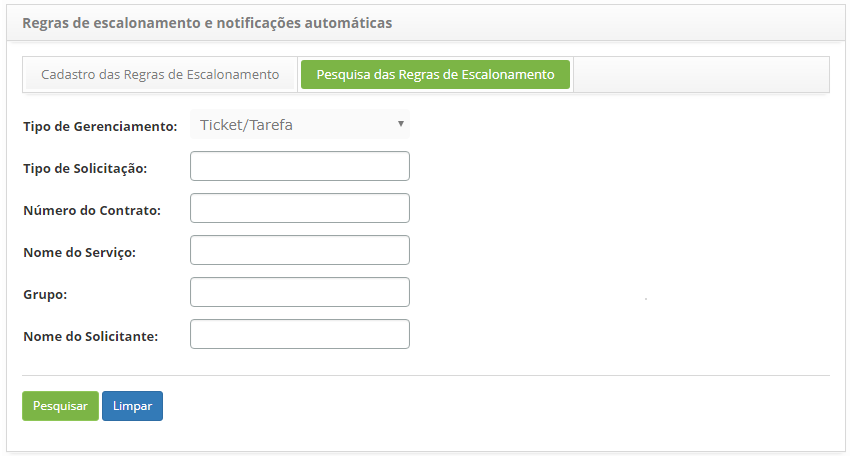 Regras de escalonamento e notificações automáticas
Cadastro das Regras de Escalonamento Pesquisa das Regras de Escalonamento
Tipo de Gerenciamento: Ticket/Tarefa
Tipo de Solicitação:
Número do Contrato:
Nome do Serviço:
Grupo:
Nome do Solicitante:
Pesquisar Limpar